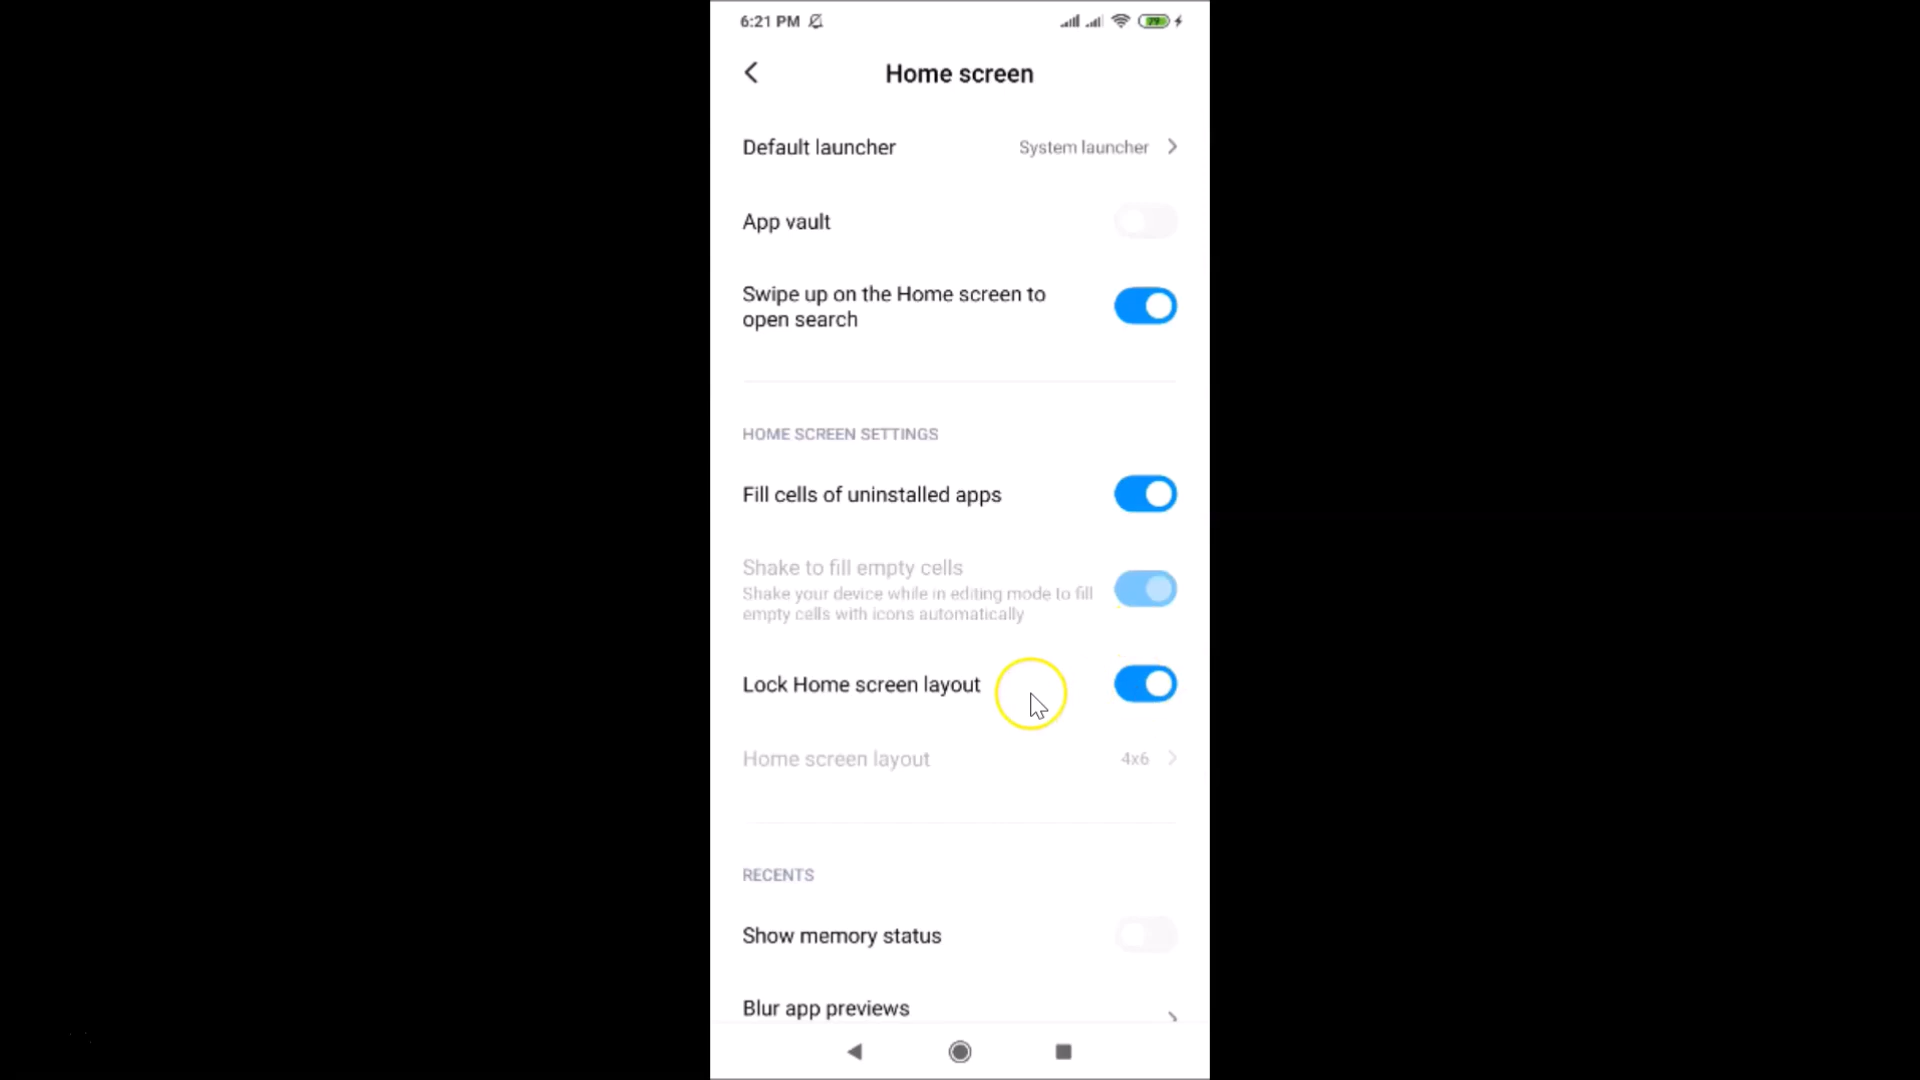 6:21 PM
79
Home screen
Default launcher
System launcher
App vault
Swipe up on the Home screen to
open search
HOME SCREEN SETTINGS
Fill cells of uninstalled apps
Shake to fill empty cells
Shake your device while in editing mode to fill
empty cells with icons automatically
Lock Home screen layout
Home screen layout
4x6
RECENTS
Show memory status
Blur app previews